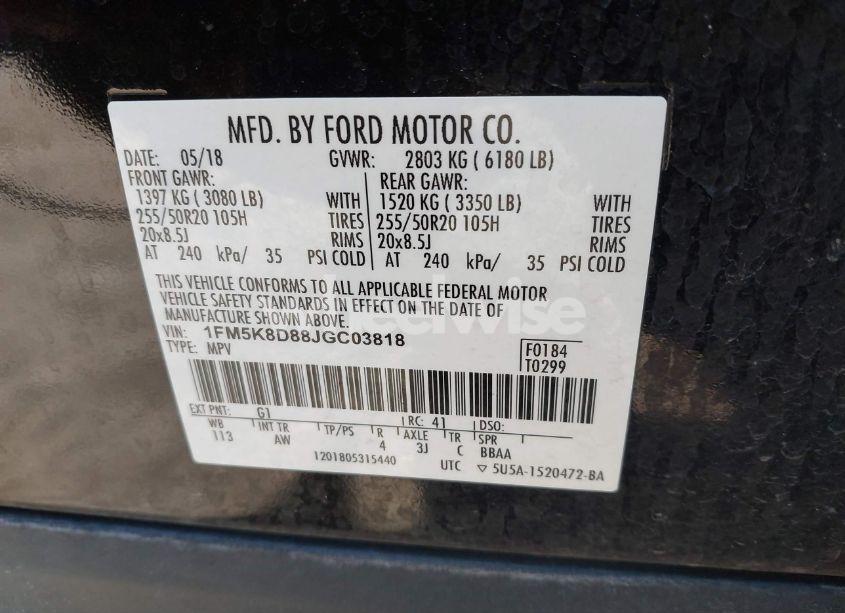 MFD. BY FORD MOTOR CO.
DATE: 05/18 GVWR: 2803 KG ( 6180 LB)
FRONT GAWR: REAR GAWR:
1397 KG ( 3080 LB) WITH 1520 KG ( 3350 LB) WITH
255/50R20 105H TIRES 255/50R20 105H TIRES
20x8.5J RIMS 20x8.5J RIMS
AT 240 kPa/ 35 PSI COLD AT 240 kPa/ 35 PSI COLD
THIS VEHICLE CONFORMS TO ALL APPLICABLE FEDERAL MOTOR
VEHICLE SAFETY STANDARDS IN EFFECT ON THE DATE OF
MANUFACTURE SHOWN ABOVE.
VIN: 1FM5K8D88JGC03818
TYPE: MPV
F0184
T0299
EXT PNT: G1 RC: 41 DSO:
WB INT TR TP/PS R AXLE TR SPR
113 AW 4 3J C BBAA
1201805315440 UTC ▽ 5U5A-1520472-BA